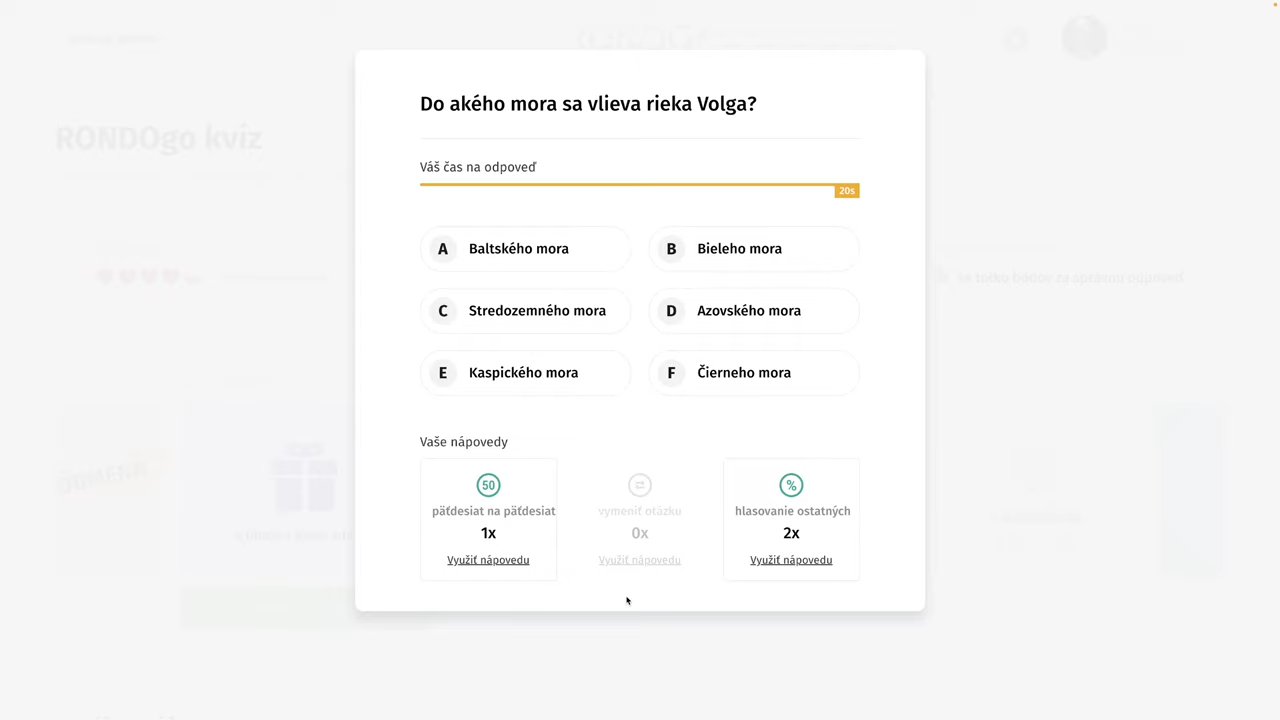 RONDOgo kvíz
Do akého mora sa vlieva rieka Volga?
Váš čas na odpoveď
20s
A Baltského mora
B Bieleho mora
C Stredozemného mora
D Azovského mora
E Kaspického mora
F Čierneho mora
Vaše nápovedy
50
päťdesiat na päťdesiat
1x
Využiť nápovedu
vymeniť otázku
0x
Využiť nápovedu
%
hlasovanie ostatných
2x
Využiť nápovedu